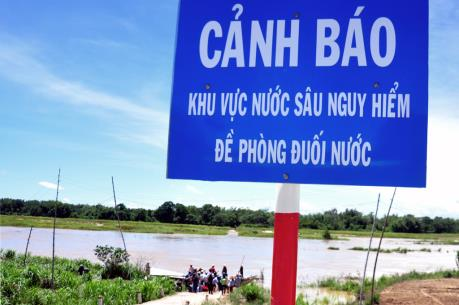 CẢNH BÁO
KHU VỰC NƯỚC SÂU NGUY HIỂM
ĐỀ PHÒNG ĐUỐI NƯỚC